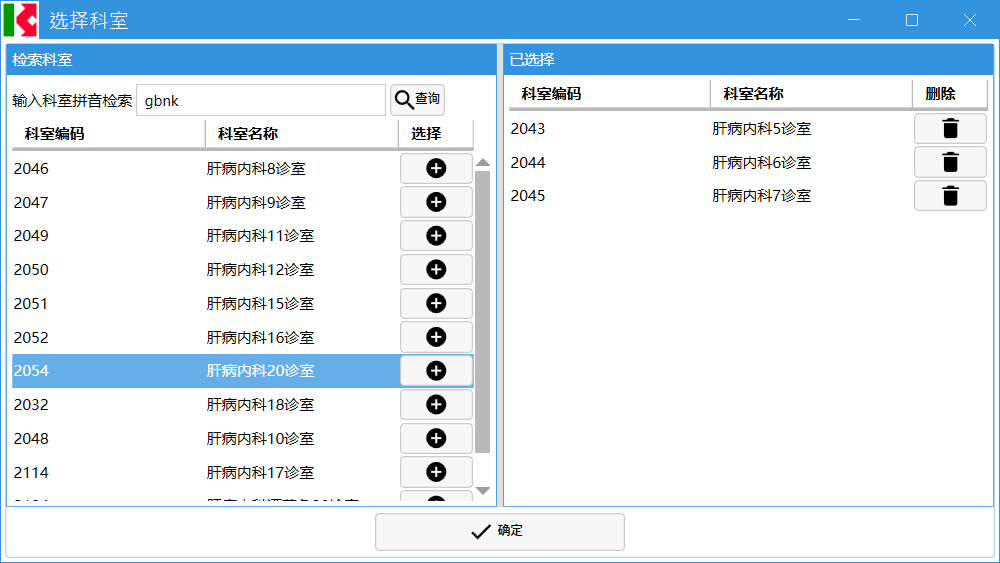 选择科室
检索科室
输入科室拼音检索 gbnk 查询
科室编码 科室名称 选择
2046 肝病内科8诊室
2047 肝病内科9诊室
2049 肝病内科11诊室
2050 肝病内科12诊室
2051 肝病内科15诊室
2052 肝病内科16诊室
2054 肝病内科20诊室
2032 肝病内科18诊室
2048 肝病内科10诊室
2114 肝病内科17诊室
已选择
科室编码 科室名称 删除
2043 肝病内科5诊室
2044 肝病内科6诊室
2045 肝病内科7诊室
确定